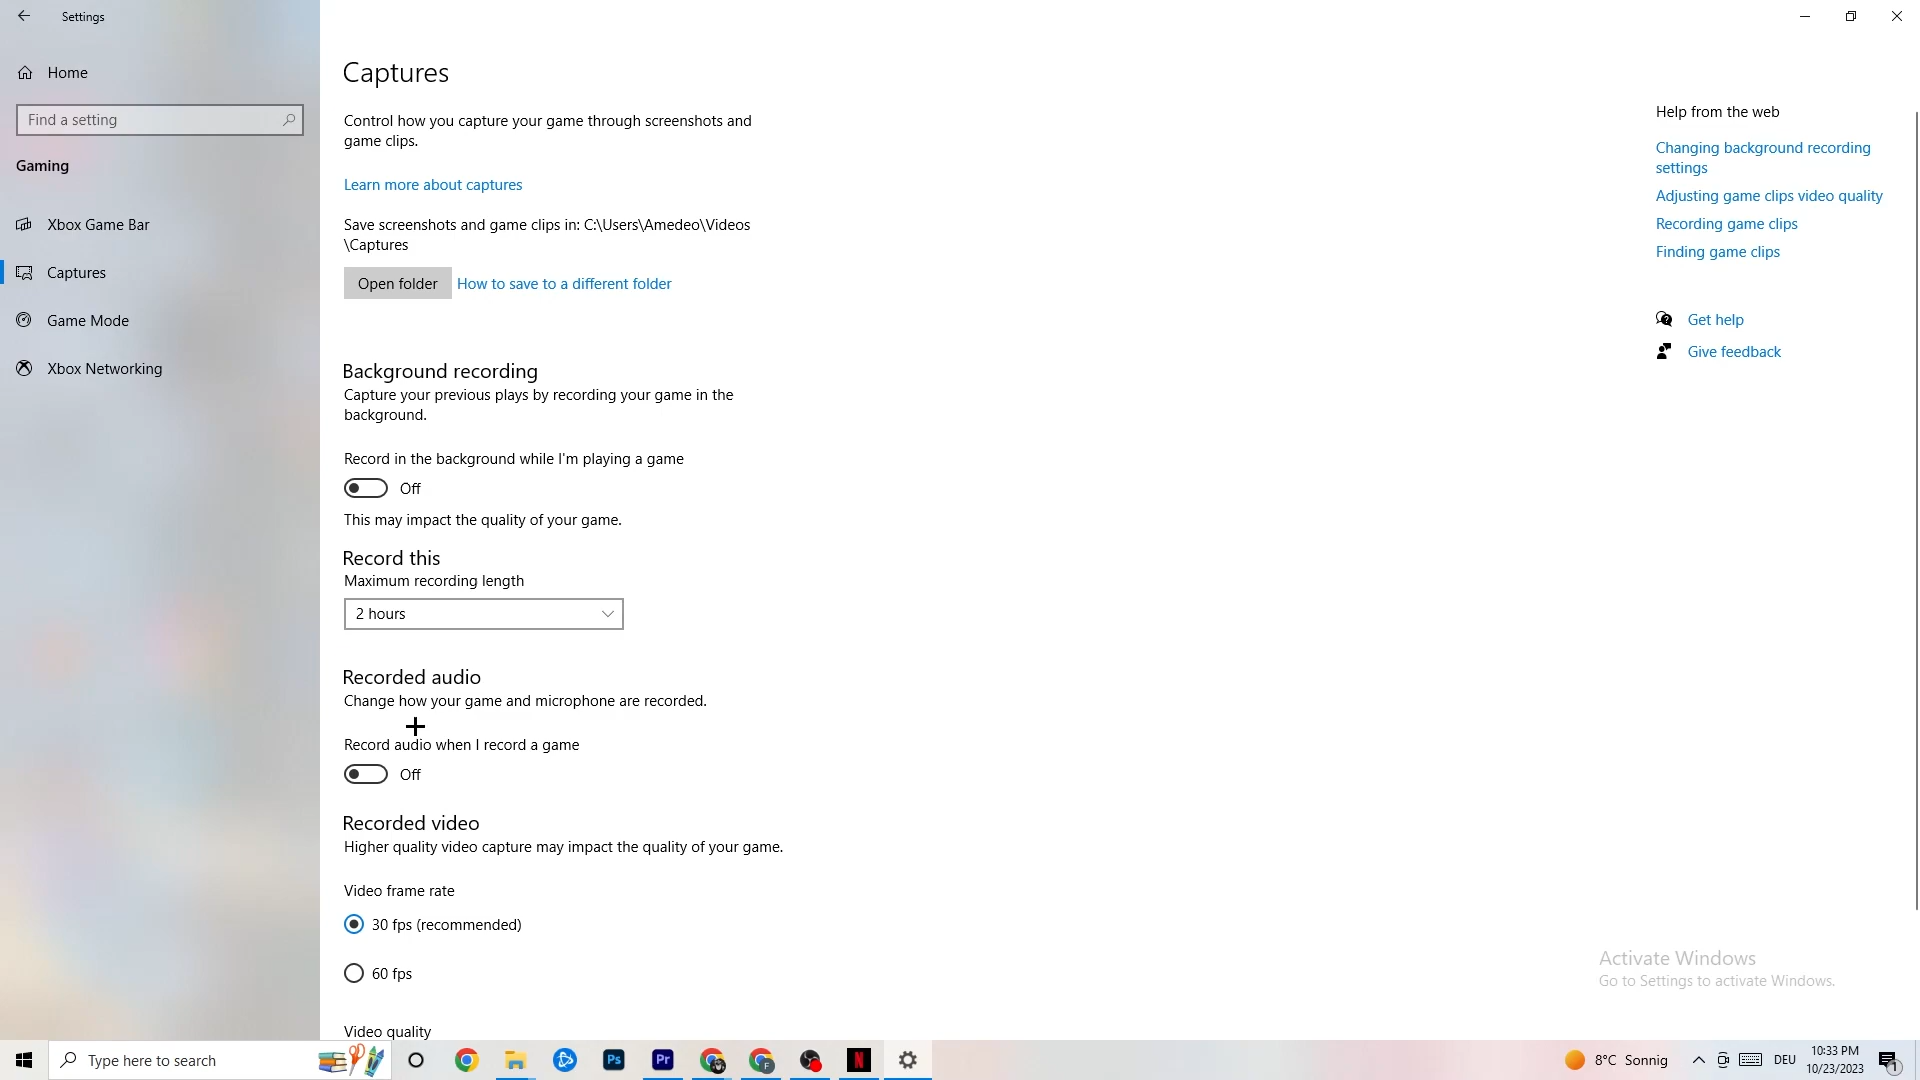 Settings
Home
Find a setting
Gaming
Xbox Game Bar
Captures
Game Mode
Xbox Networking
Captures
Control how you capture your game through screenshots and
game clips.
Learn more about captures
Save screenshots and game clips in: C:\Users\Amedeo\Videos
\Captures
Open folder
How to save to a different folder
Background recording
Capture your previous plays by recording your game in the
background.
Record in the background while I'm playing a game
Off
This may impact the quality of your game.
Record this
Maximum recording length
2 hours
Recorded audio
Change how your game and microphone are recorded.
Record audio when I record a game
Off
Recorded video
Higher quality video capture may impact the quality of your game.
Video frame rate
30 fps (recommended)
60 fps
Video quality
Help from the web
Changing background recording
settings
Adjusting game clips video quality
Recording game clips
Finding game clips
Get help
Give feedback
Activate Windows
Go to Settings to activate Windows.
Type here to search
Ps
Pr
F
N
8°C Sonnig
DEU
10:33 PM
10/23/2023
1